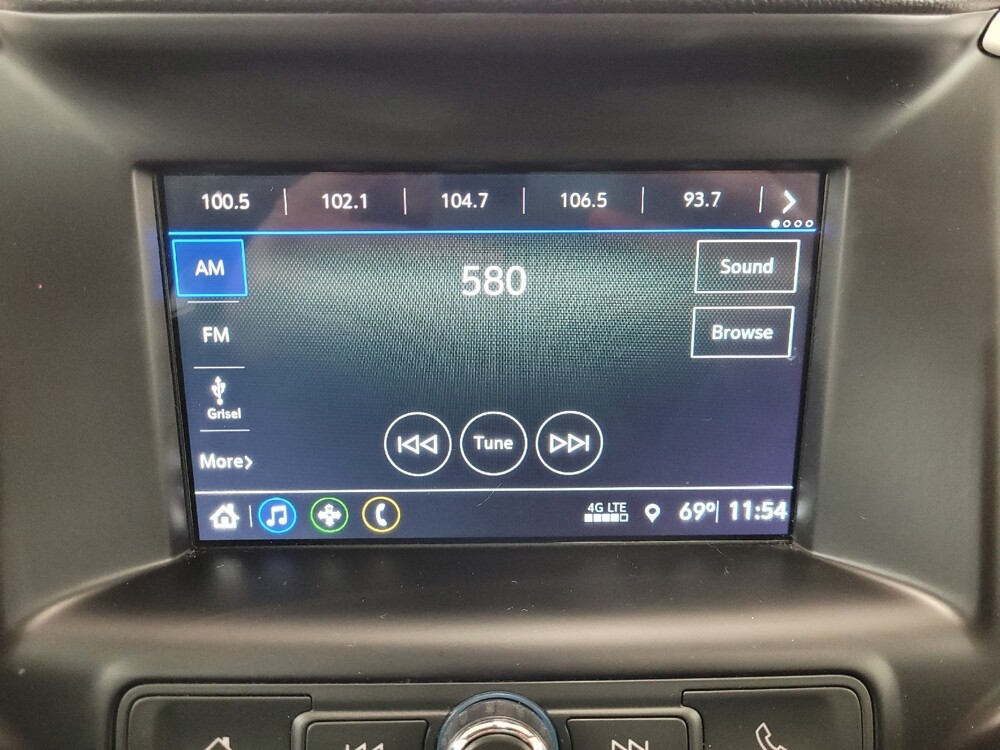 100.5 102.1 104.7 106.5 93.7
AM
580
Sound
FM
Browse
Grisel
Tune
More
4G LTE
69° 11:54